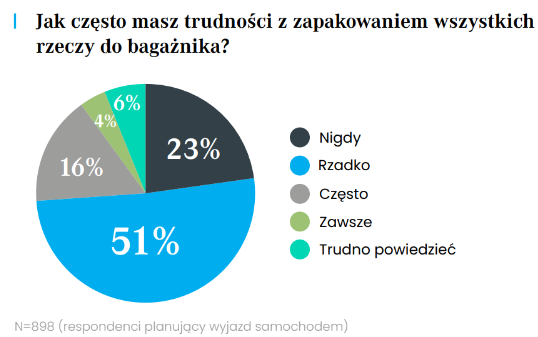 Jak często masz trudności z zapakowaniem wszystkich
rzeczy do bagażnika?
6%
4%
23%
16%
51%
Nigdy
Rzadko
Często
Zawsze
Trudno powiedzieć
N=898 (respondenci planujący wyjazd samochodem)